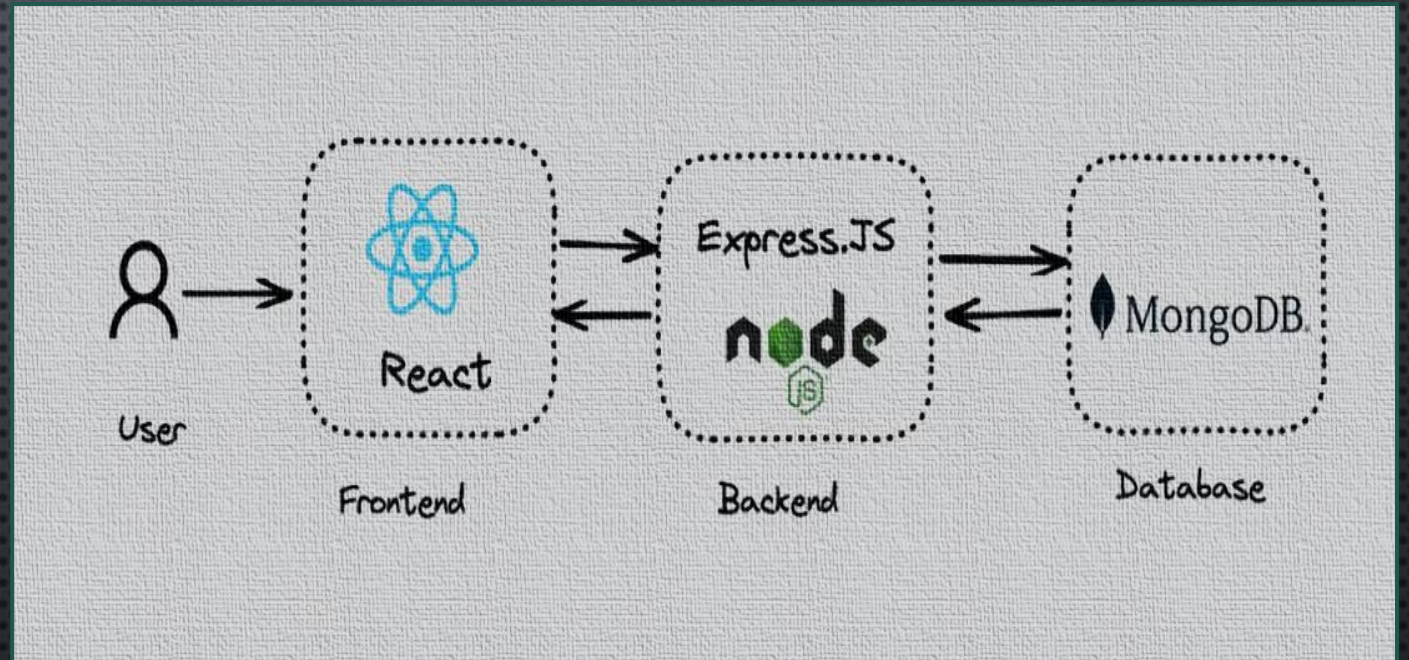 React
Express.JS
node
JS
MongoDB.
User
Frontend
Backend
Database